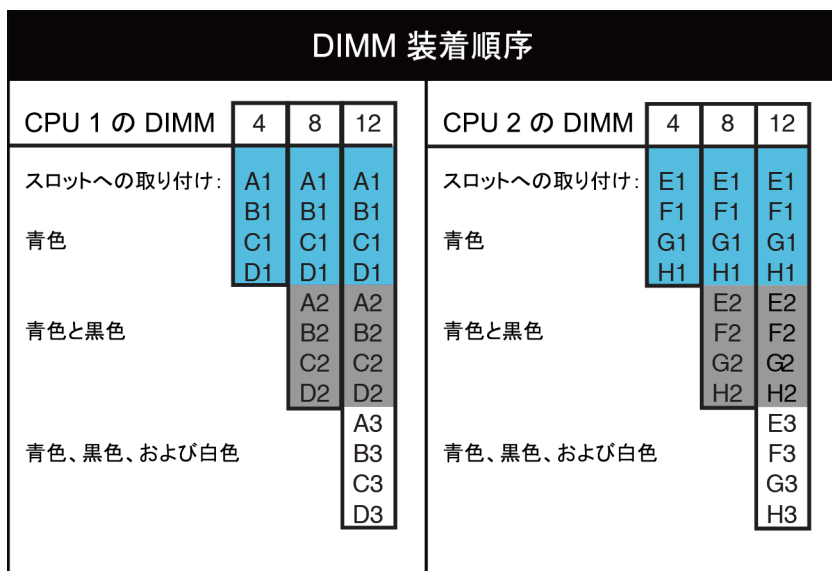 DIMM 装着順序
CPU 1 の DIMM 4 8 12
スロットへの取り付け: A1 A1 A1
B1 B1 B1
青色 C1 C1 C1
D1 D1 D1
A2 A2
青色と黒色 B2 B2
C2 C2
D2 D2
A3
青色、黒色、および白色 B3
C3
D3
CPU 2 の DIMM 4 8 12
スロットへの取り付け: E1 E1 E1
F1 F1 F1
青色 G1 G1 G1
H1 H1 H1
E2 E2
青色と黒色 F2 F2
G2 G2
H2 H2
E3
青色、黒色、および白色 F3
G3
H3